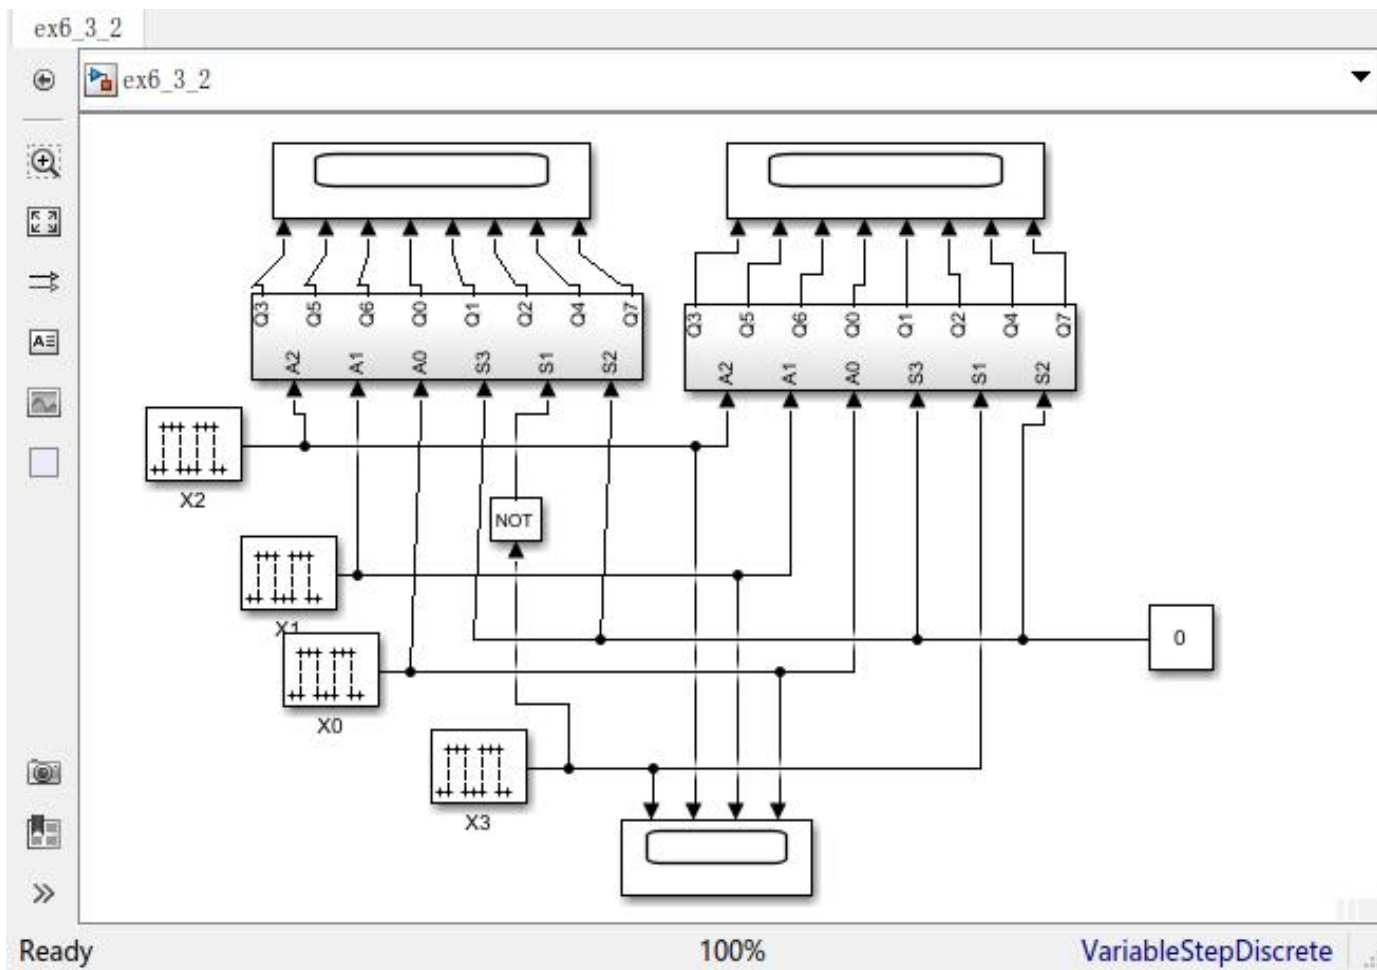 ex6_3_2
ex6_3_2
Q3 Q5 Q6 Q0 Q1 Q2 Q4 Q7
A2 A1 A0 S3 S1 S2
Q3 Q5 Q6 Q0 Q1 Q2 Q4 Q7
A2 A1 A0 S3 S1 S2
X2
NOT
X1
0
X0
X3
Ready
100%
VariableStepDiscrete